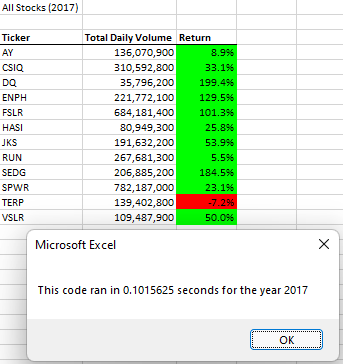 All Stocks (2017)
Ticker Total Daily Volume Return
AY 136,070,900 8.9%
CSIQ 310,592,800 33.1%
DQ 35,796,200 199.4%
ENPH 221,772,100 129.5%
FSLR 684,181,400 101.3%
HASI 80,949,300 25.8%
JKS 191,632,200 53.9%
RUN 267,681,300 5.5%
SEDG 206,885,200 184.5%
SPWR 782,187,000 23.1%
TERP 139,402,800 -7.2%
VSLR 109,487,900 50.0%
Microsoft Excel
This code ran in 0.1015625 seconds for the year 2017
OK